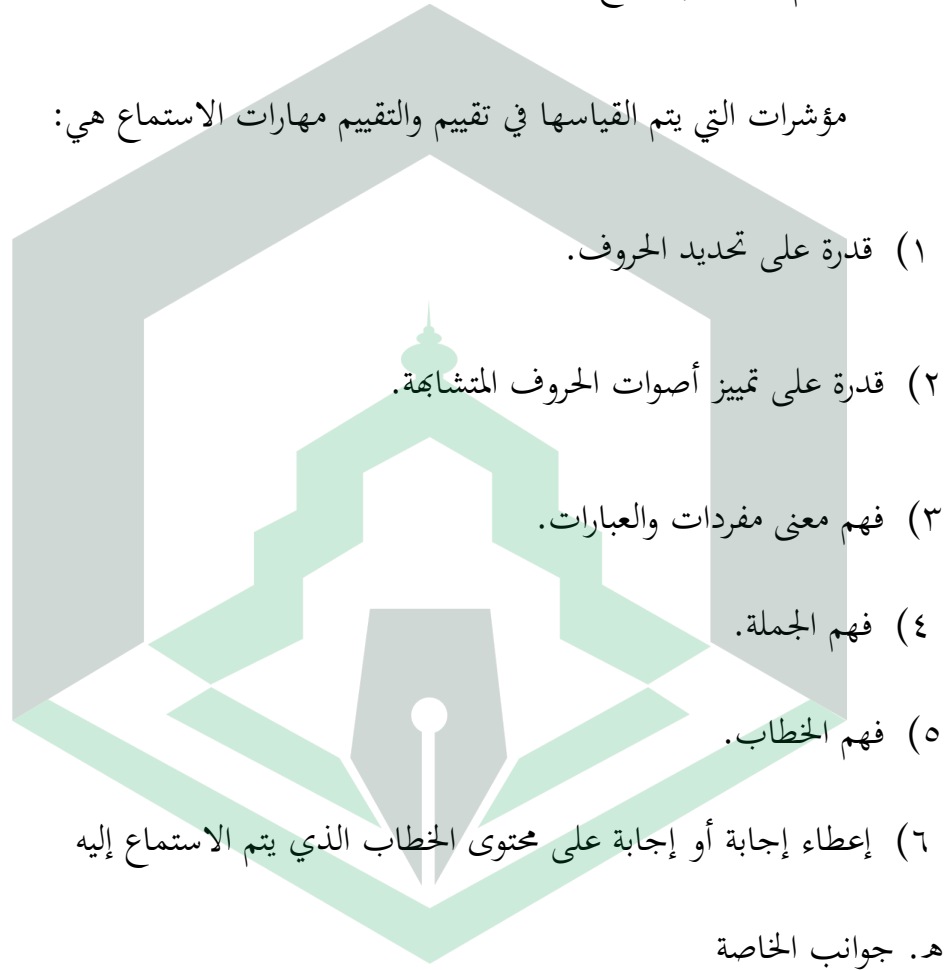 مؤشرات التي يتم القياسها في تقييم والتقييم مهارات الاستماع هي:
١) قدرة على تحديد الحروف.
٢) قدرة على تمييز أصوات الحروف المتشابهة.
٣) فهم معنى مفردات والعبارات.
٤) فهم الجملة.
٥) فهم الخطاب.
٦) إعطاء إجابة أو إجابة على محتوى الخطاب الذي يتم الاستماع إليه
هـ. جوانب الخاصة